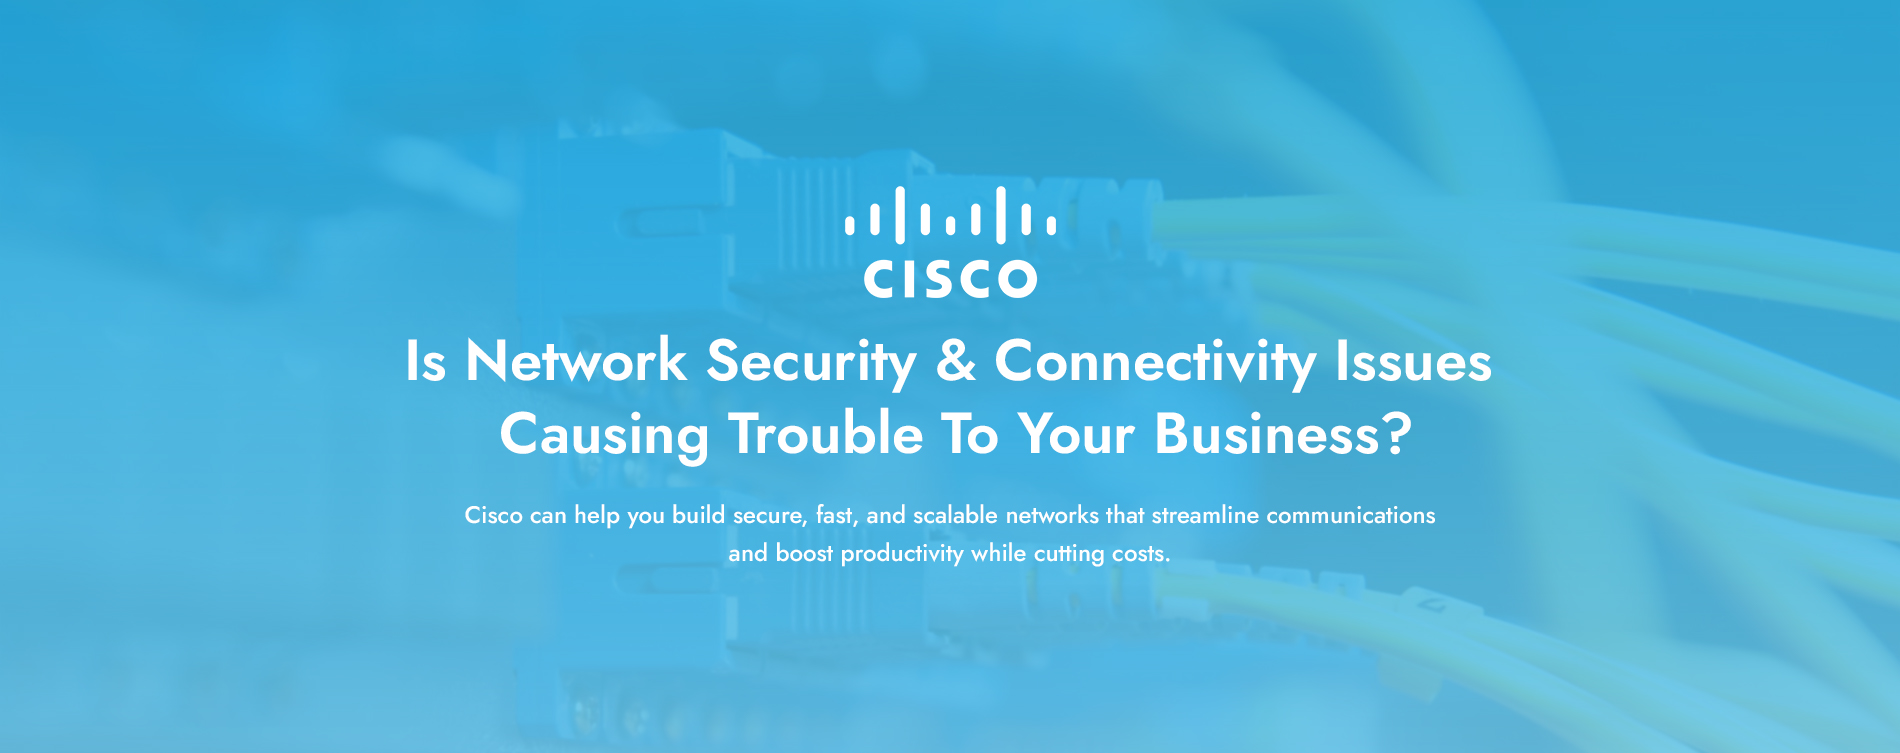 CISCO
Is Network Security & Connectivity Issues
Causing Trouble To Your Business?
Cisco can help you build secure, fast, and scalable networks that streamline communications
and boost productivity while cutting costs.